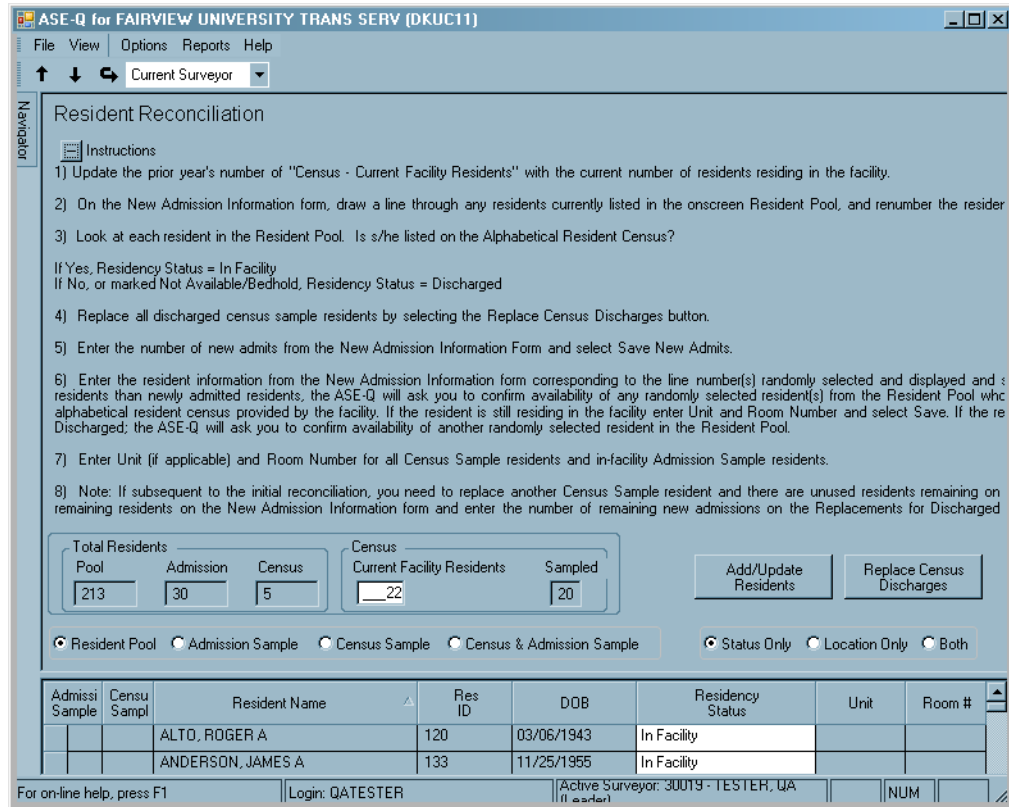 ASE-Q for FAIRVIEW UNIVERSITY TRANS SERV (DKUC11)
File View Options Reports Help
Current Surveyor
Navigator
Resident Reconciliation
Instructions
1) Update the prior year's number of "Census - Current Facility Residents" with the current number of residents residing in the facility.
2) On the New Admission Information form, draw a line through any residents currently listed in the onscreen Resident Pool, and renumber the resider
3) Look at each resident in the Resident Pool. Is s/he listed on the Alphabetical Resident Census?
If Yes, Residency Status = In Facility
If No, or marked Not Available/Bedhold, Residency Status = Discharged
4) Replace all discharged census sample residents by selecting the Replace Census Discharges button.
5) Enter the number of new admits from the New Admission Information Form and select Save New Admits.
6) Enter the resident information from the New Admission Information form corresponding to the line number(s) randomly selected and displayed and s
residents than newly admitted residents, the ASE-Q will ask you to confirm availability of any randomly selected resident(s) from the Resident Pool who
alphabetical resident census provided by the facility. If the resident is still residing in the facility enter Unit and Room Number and select Save. If the re
Discharged; the ASE-Q will ask you to confirm availability of another randomly selected resident in the Resident Pool.
7) Enter Unit (if applicable) and Room Number for all Census Sample residents and in-facility Admission Sample residents.
8) Note: If subsequent to the initial reconciliation, you need to replace another Census Sample resident and there are unused residents remaining on
remaining residents on the New Admission Information form and enter the number of remaining new admissions on the Replacements for Discharged
Total Residents Census
Pool Admission Census Current Facility Residents Sampled
213 30 5 ___22 20
Add/Update Residents
Replace Census Discharges
Resident Pool Admission Sample Census Sample Census & Admission Sample Status Only Location Only Both
Admissi Sample Censu Sampl Resident Name Res ID DOB Residency Status Unit Room #
ALTO, ROGER A 120 03/06/1943 In Facility
ANDERSON, JAMES A 133 11/25/1955 In Facility
For on-line help, press F1 Login: QATESTER Active Surveyor: 30019 - TESTER, QA (Leader) NUM